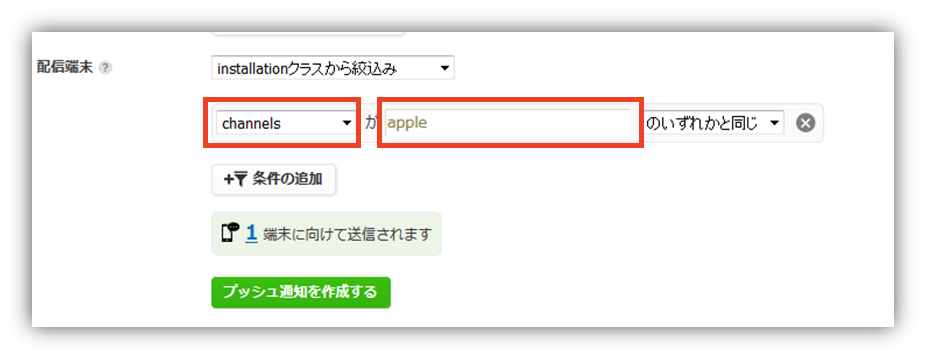 配信端末 ?
installationクラスから絞込み
channels が apple のいずれかと同じ
条件の追加
1 端末に向けて送信されます
プッシュ通知を作成する